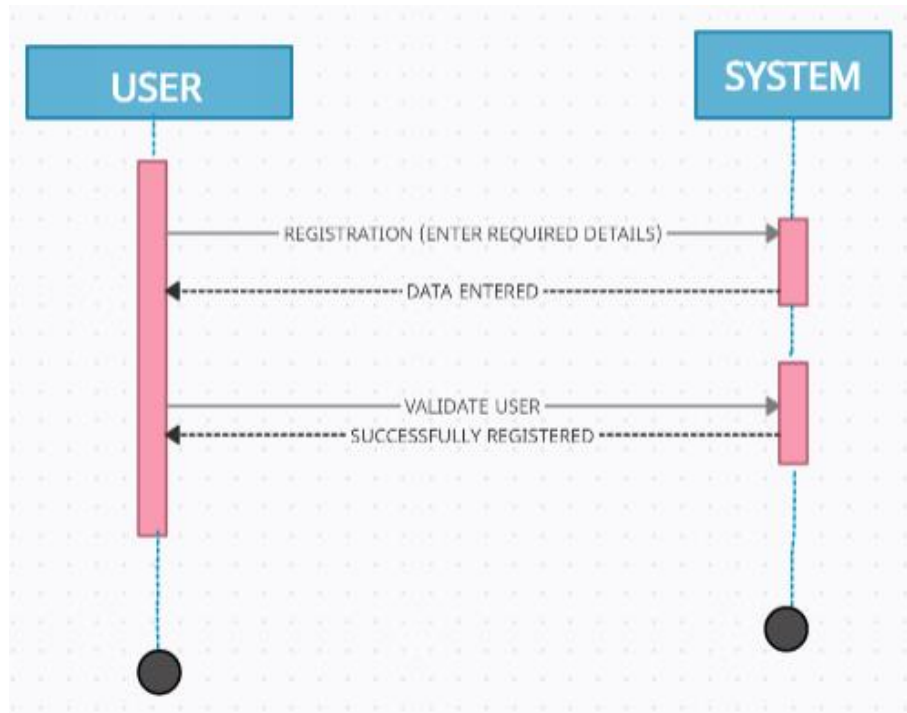 USER
SYSTEM
REGISTRATION (ENTER REQUIRED DETAILS)
DATA ENTERED
VALIDATE USER
SUCCESSFULLY REGISTERED